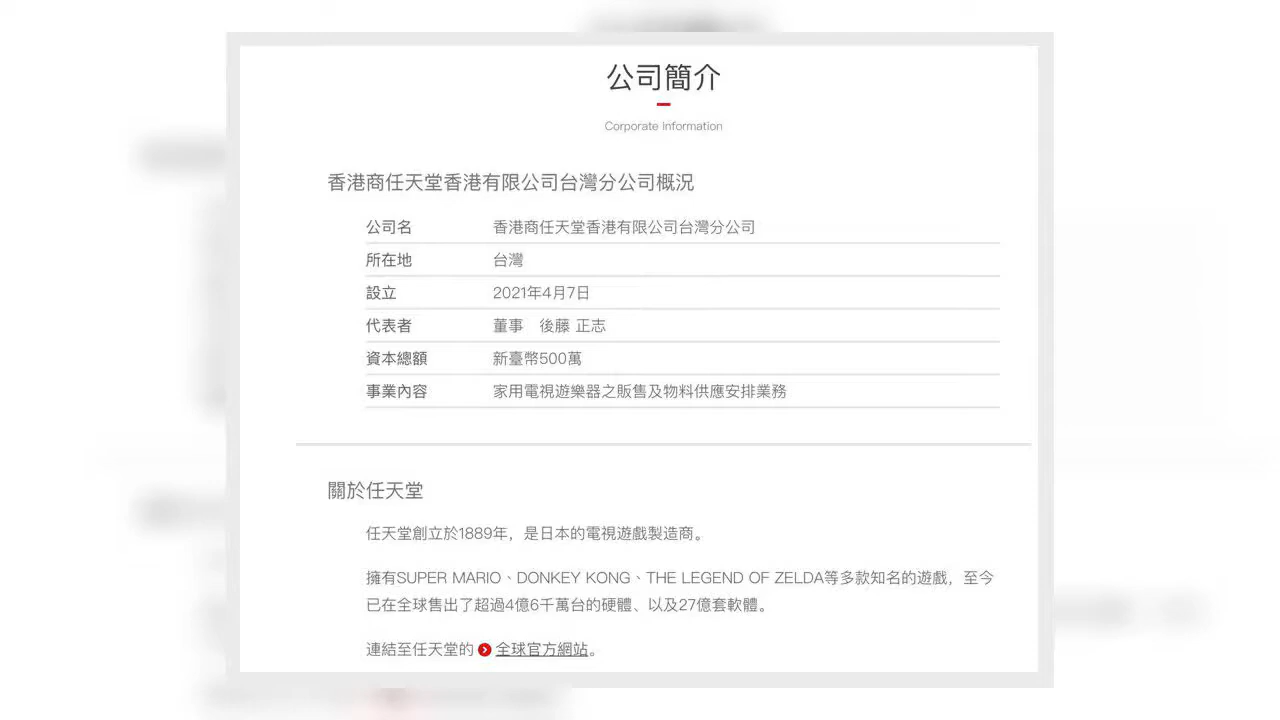 公司簡介
Corporate Information
香港商任天堂香港有限公司台灣分公司概況
公司名 香港商任天堂香港有限公司台灣分公司
所在地 台灣
設立 2021年4月7日
代表者 董事　後藤 正志
資本總額 新臺幣500萬
事業內容 家用電視遊樂器之販售及物料供應安排業務
關於任天堂
任天堂創立於1889年，是日本的電視遊戲製造商。
擁有SUPER MARIO、DONKEY KONG、THE LEGEND OF ZELDA等多款知名的遊戲，至今
已在全球售出了超過4億6千萬台的硬體、以及27億套軟體。
連結至任天堂的 全球官方網站。